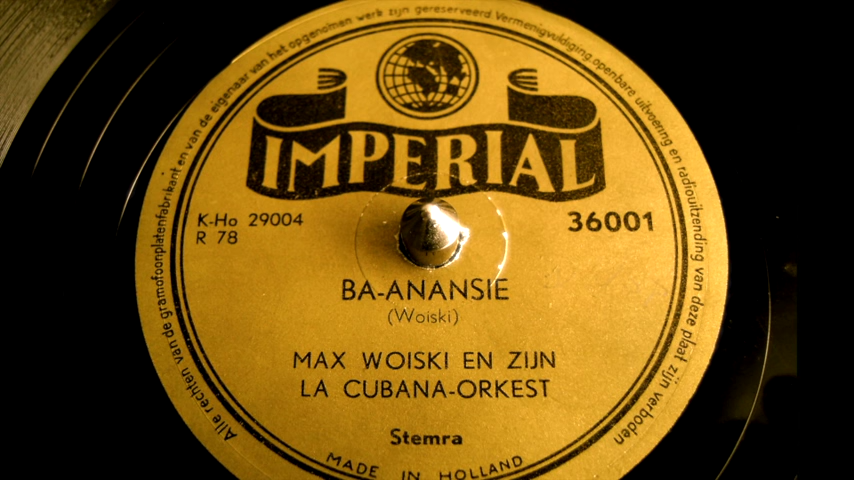 Alle rechten van de gramofoonplatenfabrikant en van de eigenaar van het opgenomen werk zijn gereserveerd. Vermenigvuldiging, openbare uitvoering en radiouitzending van deze plaat zijn verboden
IMPERIAL
K-Ho 29004
R 78
36001
BA-ANANSIE
(Woiski)
MAX WOISKI EN ZIJN
LA CUBANA-ORKEST
Stemra
MADE IN HOLLAND